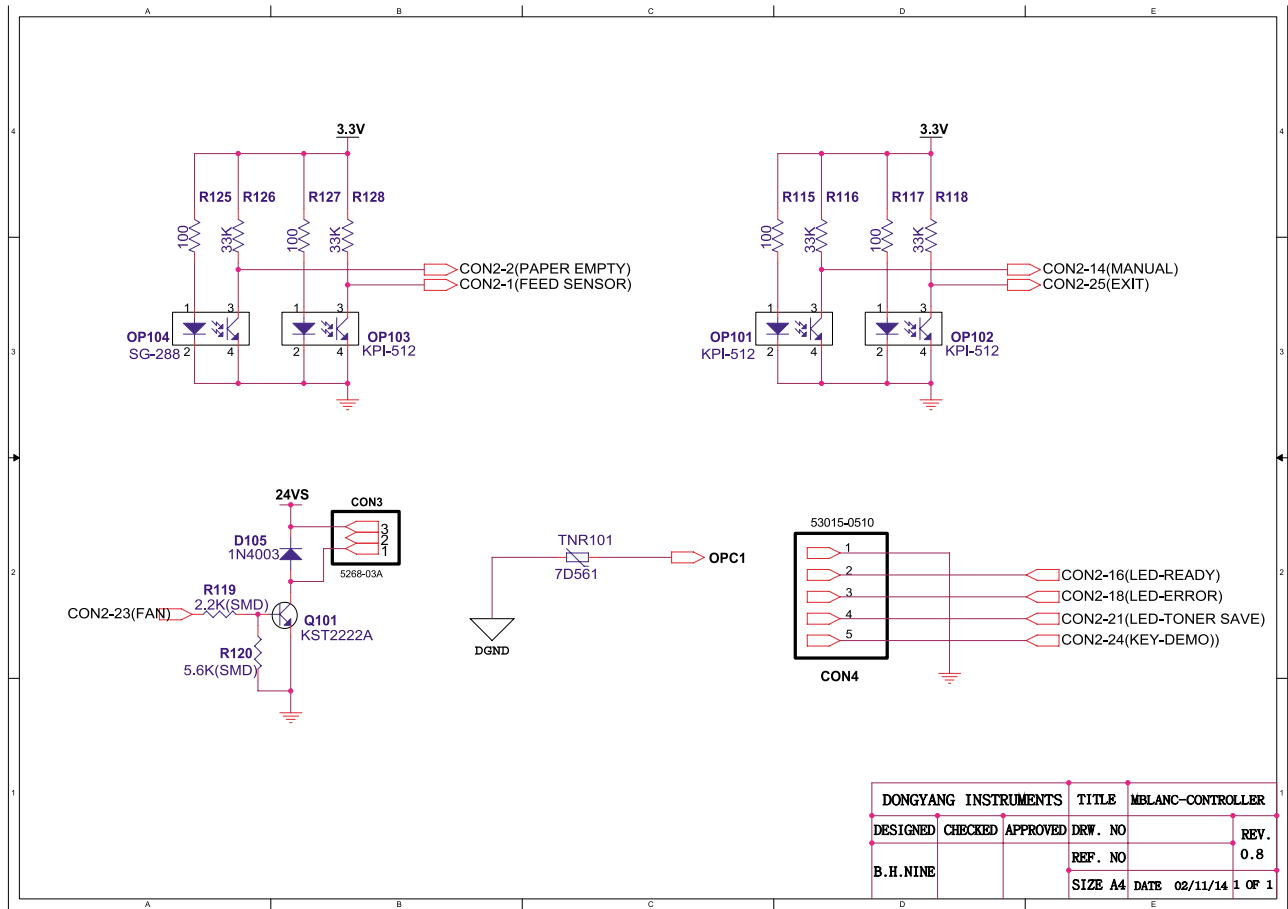 A B C D E
4 4
3.3V 3.3V
R125 R126 R127 R128 R115 R116 R117 R118
100 33K 100 33K 100 33K 100 33K
CON2-2(PAPER EMPTY) CON2-14(MANUAL)
CON2-1(FEED SENSOR) CON2-25(EXIT)
1 3 1 3 1 3 1 3
OP104 OP103 OP101 OP102
SG-288 2 4 2 4 KPI-512 KPI-512 2 4 2 4 KPI-512
3 3
24VS CON3 53015-0510
D105 3 TNR101 1
1N4003 2
1
5268-03A 7D561 OPC1
2 2
R119 2 CON2-16(LED-READY)
2.2K(SMD) 3 CON2-18(LED-ERROR)
CON2-23(FAN) Q101 4 CON2-21(LED-TONER SAVE)
KST2222A 5 CON2-24(KEY-DEMO))
R120 DGND
5.6K(SMD) CON4
1 1
DONGYANG INSTRUMENTS TITLE MBLANC-CONTROLLER
DESIGNED CHECKED APPROVED DRW. NO REV.
B.H.NINE REF. NO 0.8
SIZE A4 DATE 02/11/14 1 OF 1
A B C D E